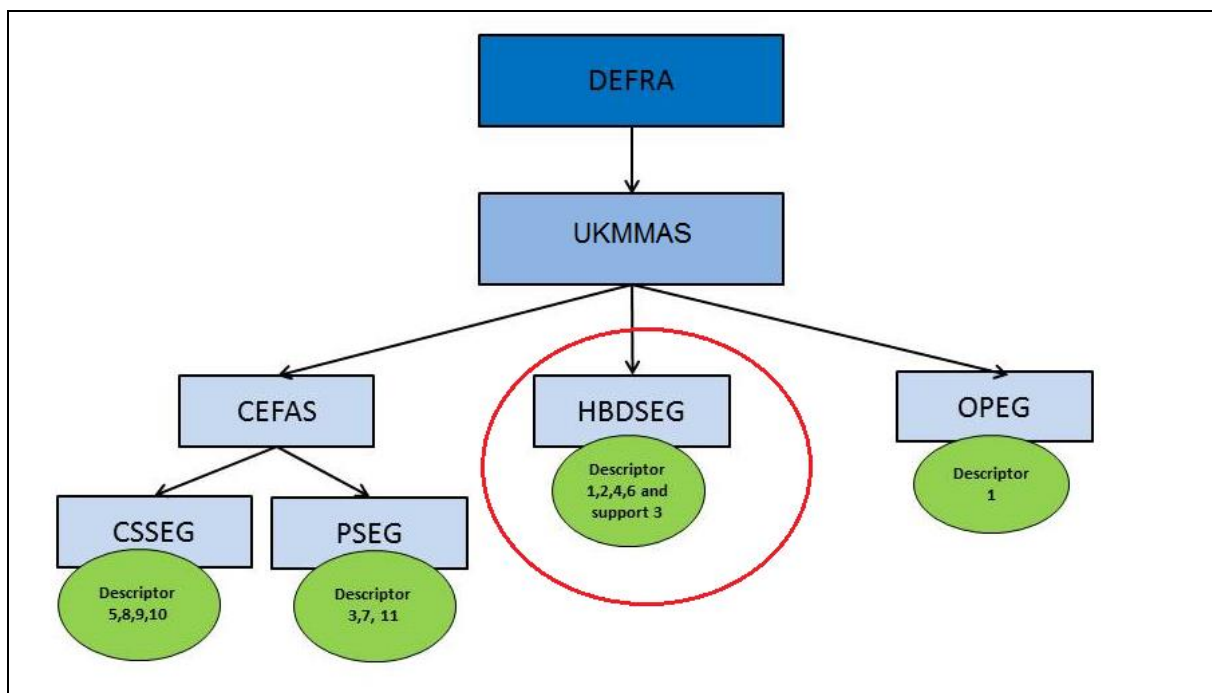 DEFRA
UKMMAS
CEFAS
HBDSEG
OPEG
Descriptor
1,2,4,6 and
support 3
Descriptor
1
CSSEG
PSEG
Descriptor
5,8,9,10
Descriptor
3,7, 11